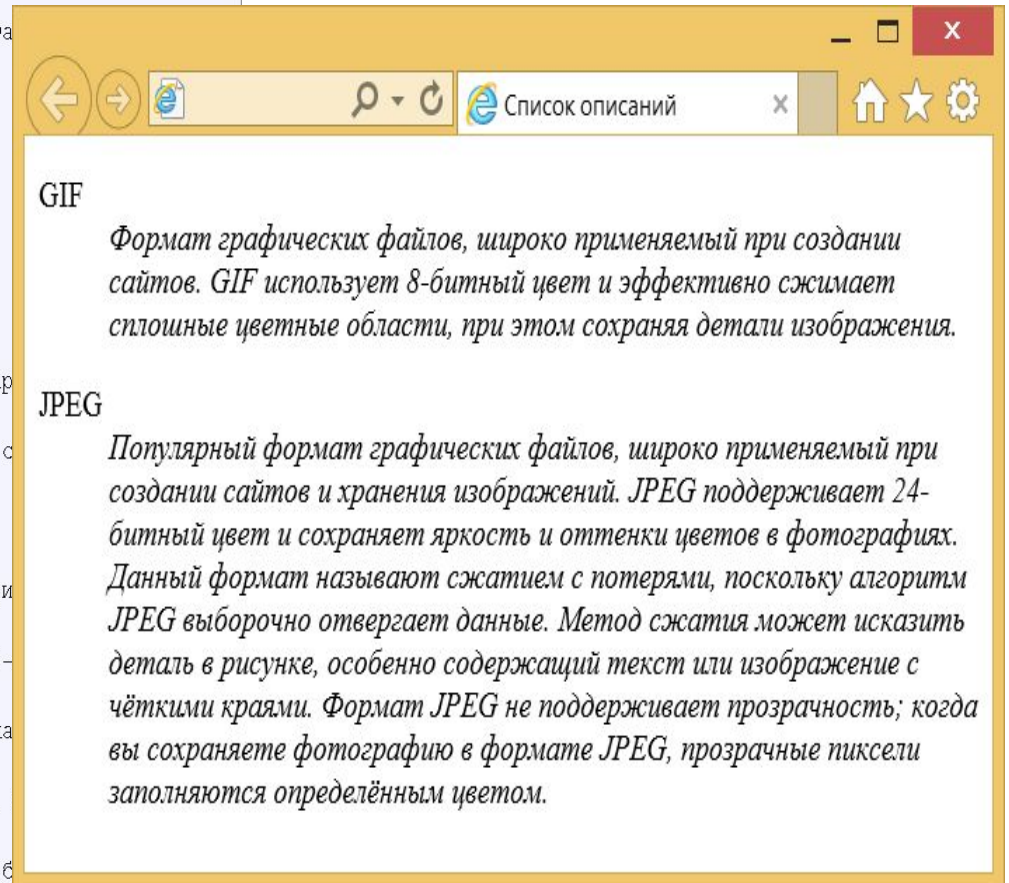 Список описаний
GIF
Формат графических файлов, широко применяемый при создании
сайтов. GIF использует 8-битный цвет и эффективно сжимает
сплошные цветные области, при этом сохраняя детали изображения.
JPEG
Популярный формат графических файлов, широко применяемый при
создании сайтов и хранения изображений. JPEG поддерживает 24-
битный цвет и сохраняет яркость и оттенки цветов в фотографиях.
Данный формат называют сжатием с потерями, поскольку алгоритм
JPEG выборочно отвергает данные. Метод сжатия может исказить
деталь в рисунке, особенно содержащий текст или изображение с
чёткими краями. Формат JPEG не поддерживает прозрачность; когда
вы сохраняете фотографию в формате JPEG, прозрачные пиксели
заполняются определённым цветом.